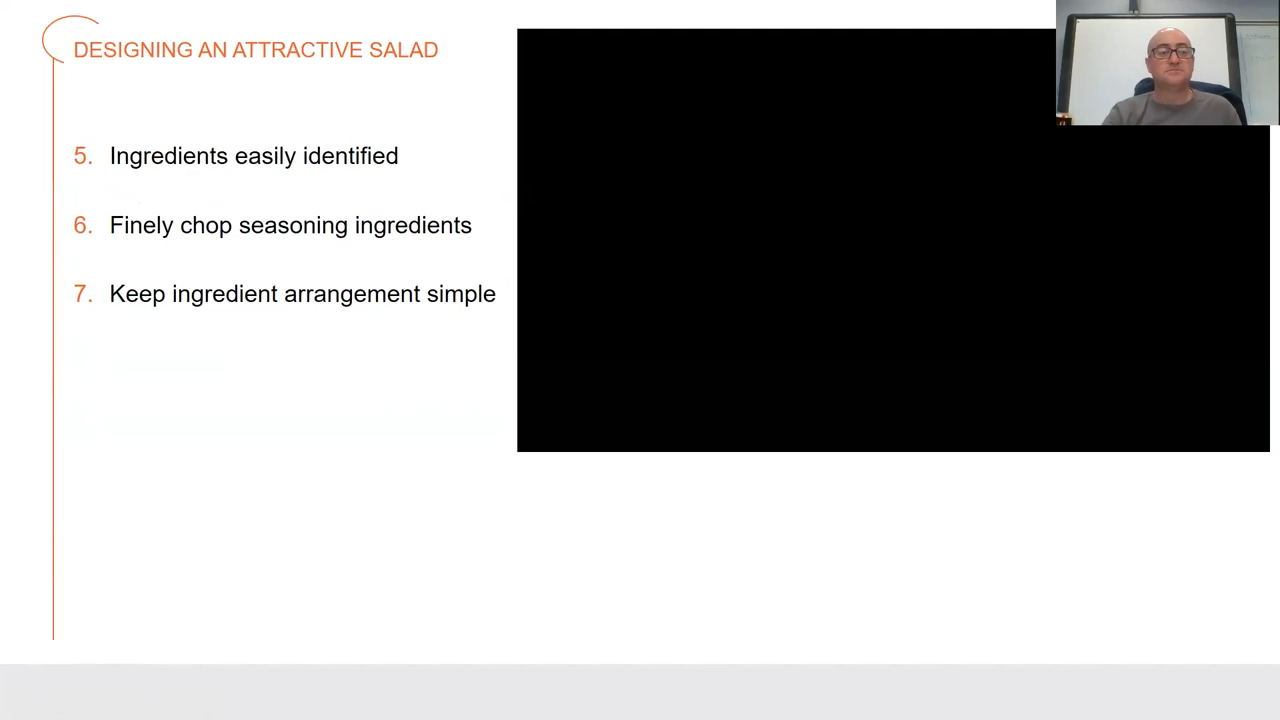 DESIGNING AN ATTRACTIVE SALAD
5. Ingredients easily identified
6. Finely chop seasoning ingredients
7. Keep ingredient arrangement simple